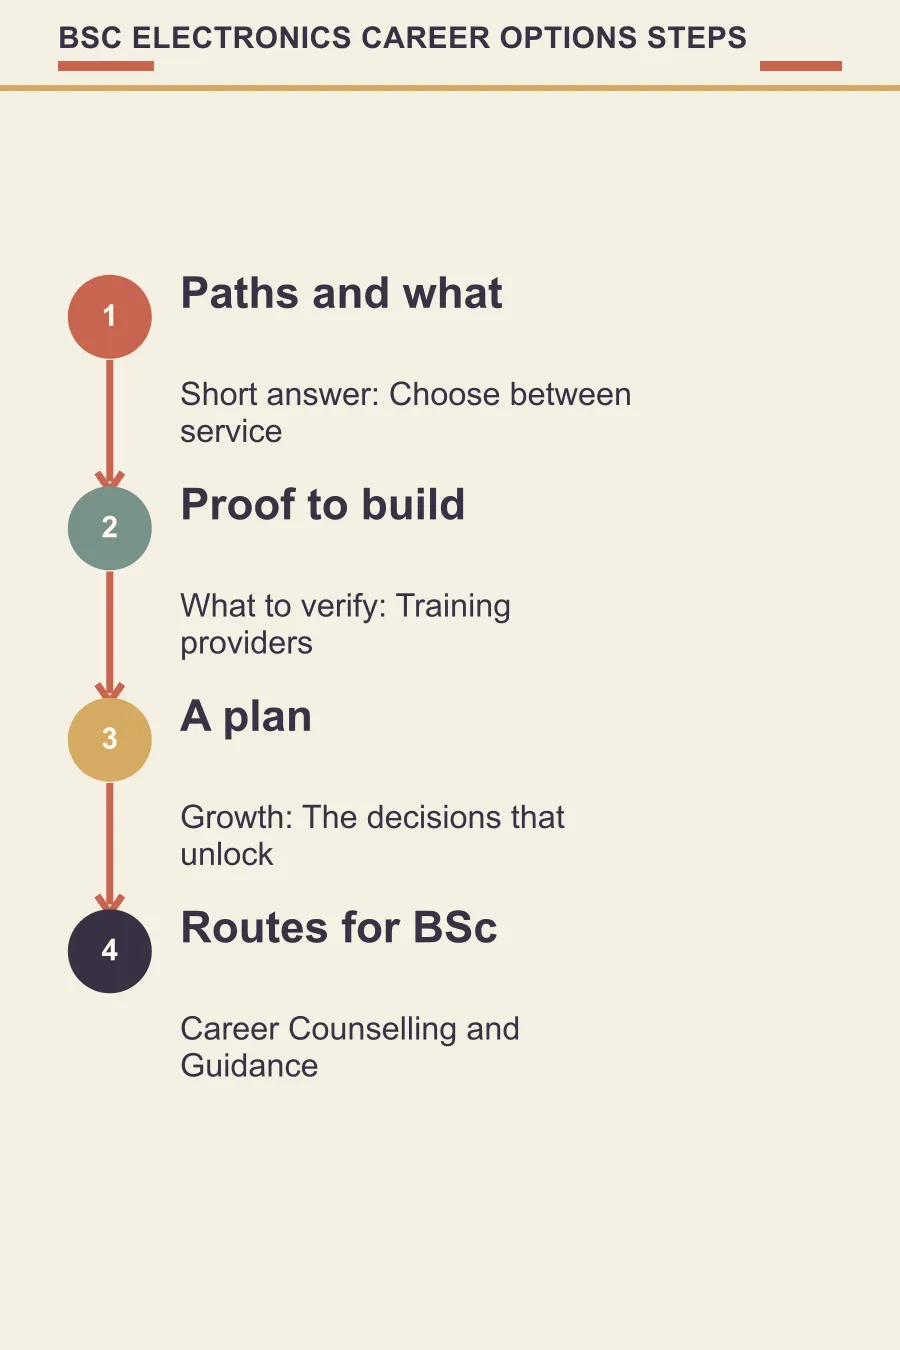 BSC ELECTRONICS CAREER OPTIONS STEPS
1
Paths and what
Short answer: Choose between
service
2
Proof to build
What to verify: Training
providers
3
A plan
Growth: The decisions that
unlock
4
Routes for BSc
Career Counselling and
Guidance